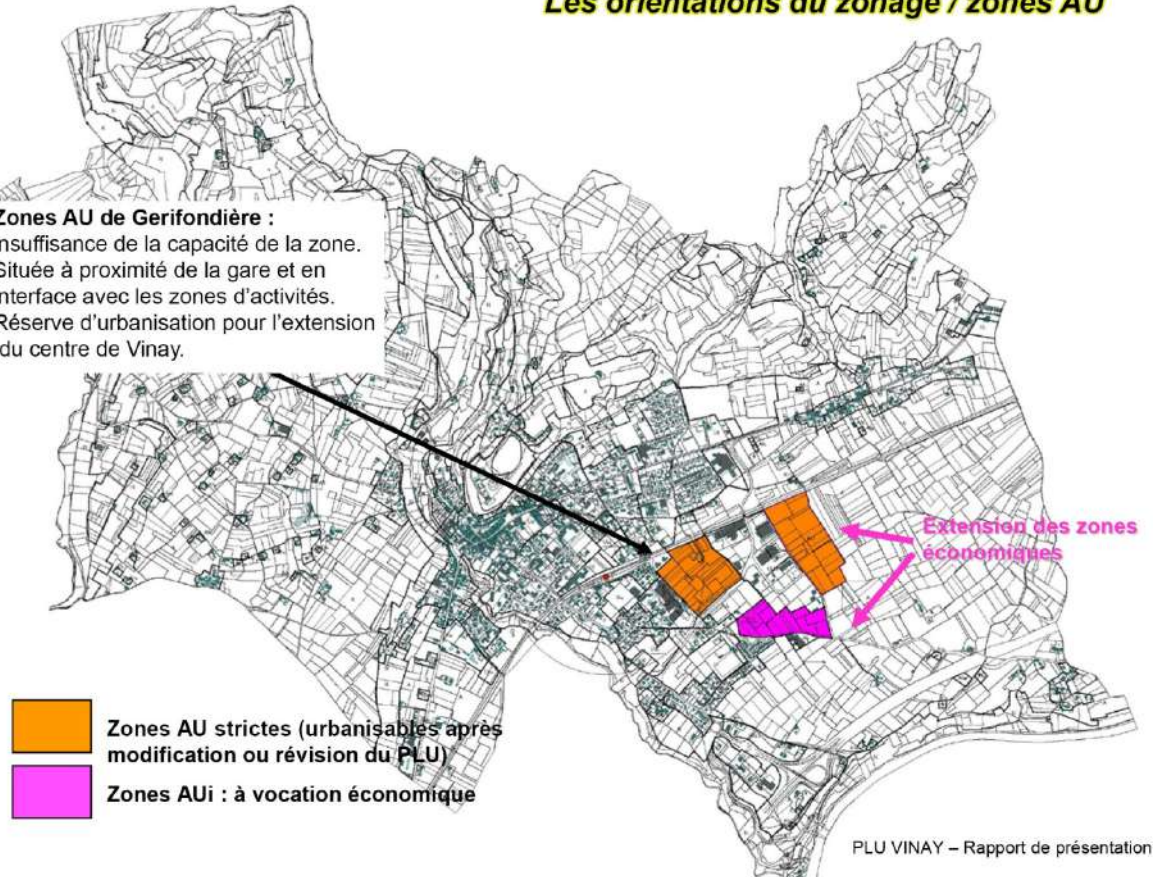 Les orientations du zonage / zones AU
Zones AU de Gerifondière :
Insuffisance de la capacité de la zone.
Située à proximité de la gare et en
interface avec les zones d'activités.
Réserve d'urbanisation pour l'extension
du centre de Vinay.
Extension des zones
économiques
Zones AU strictes (urbanisables après
modification ou révision du PLU)
Zones AUi : à vocation économique
PLU VINAY – Rapport de présentation